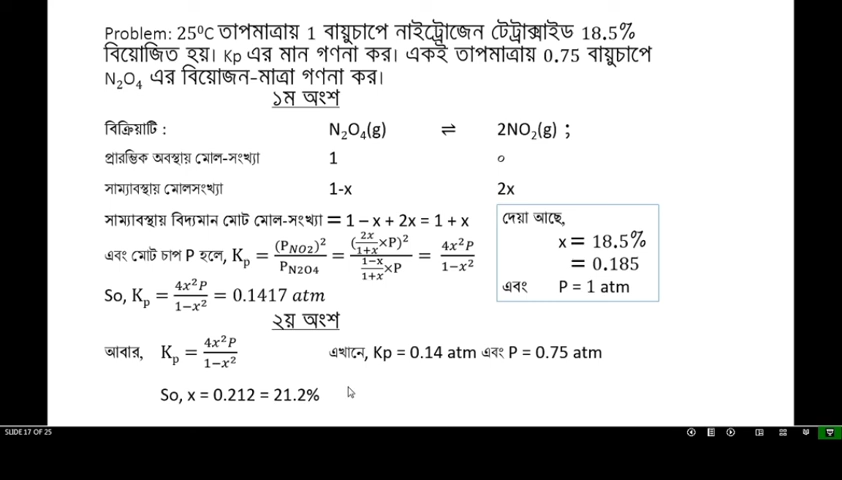 Problem: 25⁰C তাপমাত্রায় 1 বায়ুচাপে নাইট্রোজেন টেট্রাক্সাইড 18.5%
বিয়োজিত হয়। Kp এর মান গণনা কর। একই তাপমাত্রায় 0.75 বায়ুচাপে
N₂O₄ এর বিয়োজন-মাত্রা গণনা কর।
১ম অংশ
বিক্রিয়াটি : N₂O₄(g) ⇌ 2NO₂(g) ;
প্রারম্ভিক অবস্থায় মোল-সংখ্যা 1 ০
সাম্যাবস্থায় মোলসংখ্যা 1-x 2x
সাম্যাবস্থায় বিদ্যমান মোট মোল-সংখ্যা = 1 – x + 2x = 1 + x
এবং মোট চাপ P হলে, Kₚ = (P_NO2)²/P_N2O4 = (2x/(1+x)×P)²/((1−x)/(1+x)×P) = 4x²P/(1−x²)
So, Kₚ = 4x²P/(1−x²) = 0.1417 atm
দেয়া আছে,
x = 18.5%
= 0.185
এবং P = 1 atm
২য় অংশ
আবার, Kₚ = 4x²P/(1−x²) এখানে, Kp = 0.14 atm এবং P = 0.75 atm
So, x = 0.212 = 21.2%
SLIDE 17 OF 25